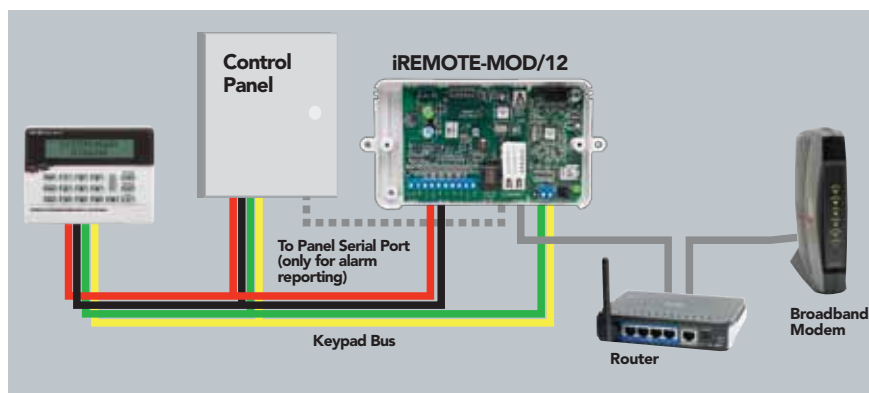 Control
Panel
iREMOTE-MOD/12
To Panel Serial Port
(only for alarm
reporting)
Keypad Bus
Router
Broadband
Modem